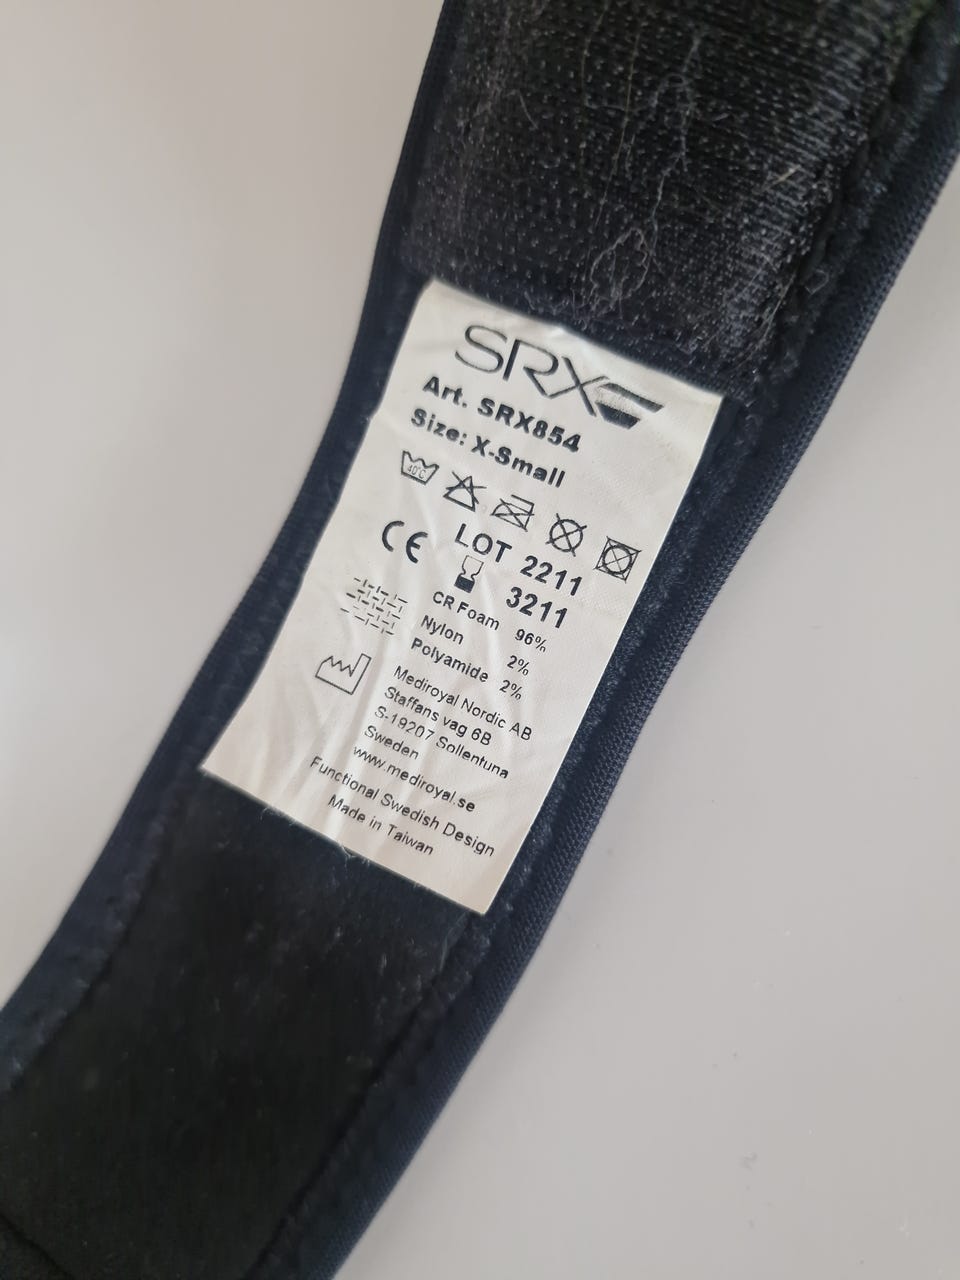 SRX
Art. SRX854
Size: X-Small
40°C
LOT 2211
CE 3211
CR Foam 96%
Nylon 2%
Polyamide 2%
Mediroyal Nordic AB
Staffans vag 6B
S-19207 Sollentuna
Sweden
www.mediroyal.se
Functional Swedish Design
Made in Taiwan